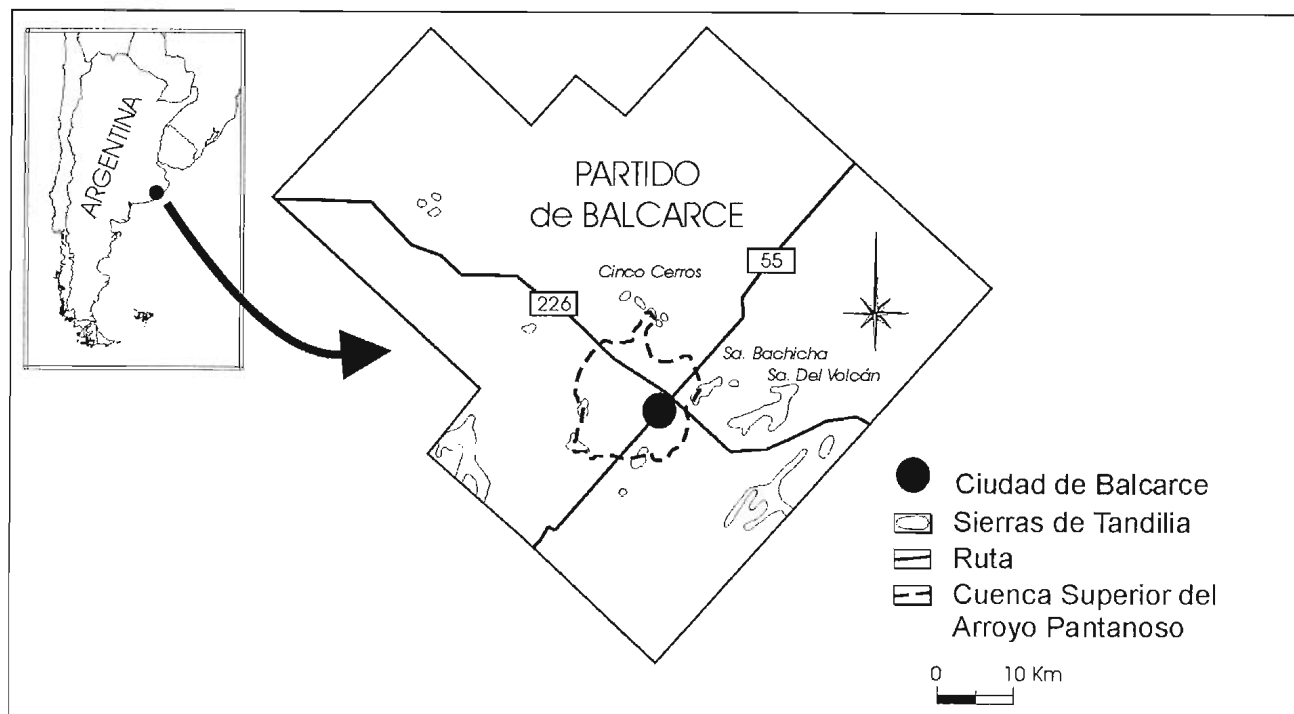 ARGENTINA
PARTIDO
de BALCARCE
55
Cinco Cerros
226
Sa. Bachicha
Sa. Del Volcán
Ciudad de Balcarce
Sierras de Tandilia
Ruta
Cuenca Superior del
Arroyo Pantanoso
0 10 Km